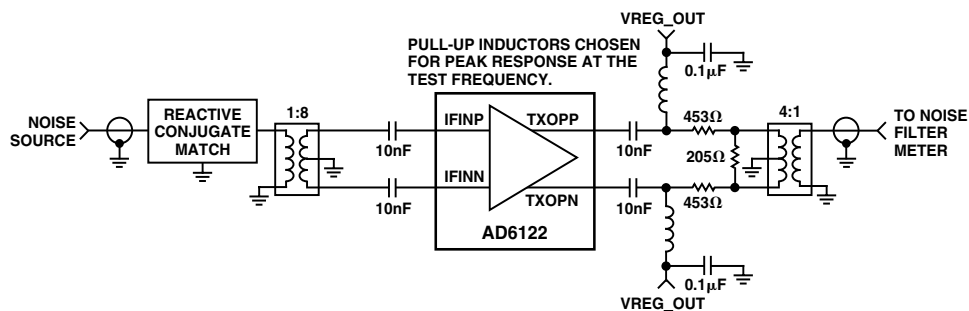 VREG_OUT
PULL-UP INDUCTORS CHOSEN
FOR PEAK RESPONSE AT THE
TEST FREQUENCY.
0.1μF
NOISE
SOURCE
REACTIVE
CONJUGATE
MATCH
1:8
10nF
10nF
IFINP
IFINN
TXOPP
TXOPN
AD6122
10nF
10nF
453Ω
205Ω
453Ω
4:1
TO NOISE
FILTER
METER
0.1μF
VREG_OUT